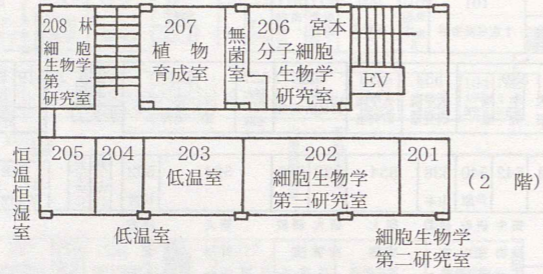 208 林
細胞
生物学
第一
研究室
207
植物
育成室
無菌室
206 宮本
分子細胞
生物学
研究室
EV
恒温恒湿室
205
204
203
低温室
202
細胞生物学
第三研究室
201
(2 階)
低温室
細胞生物学
第二研究室